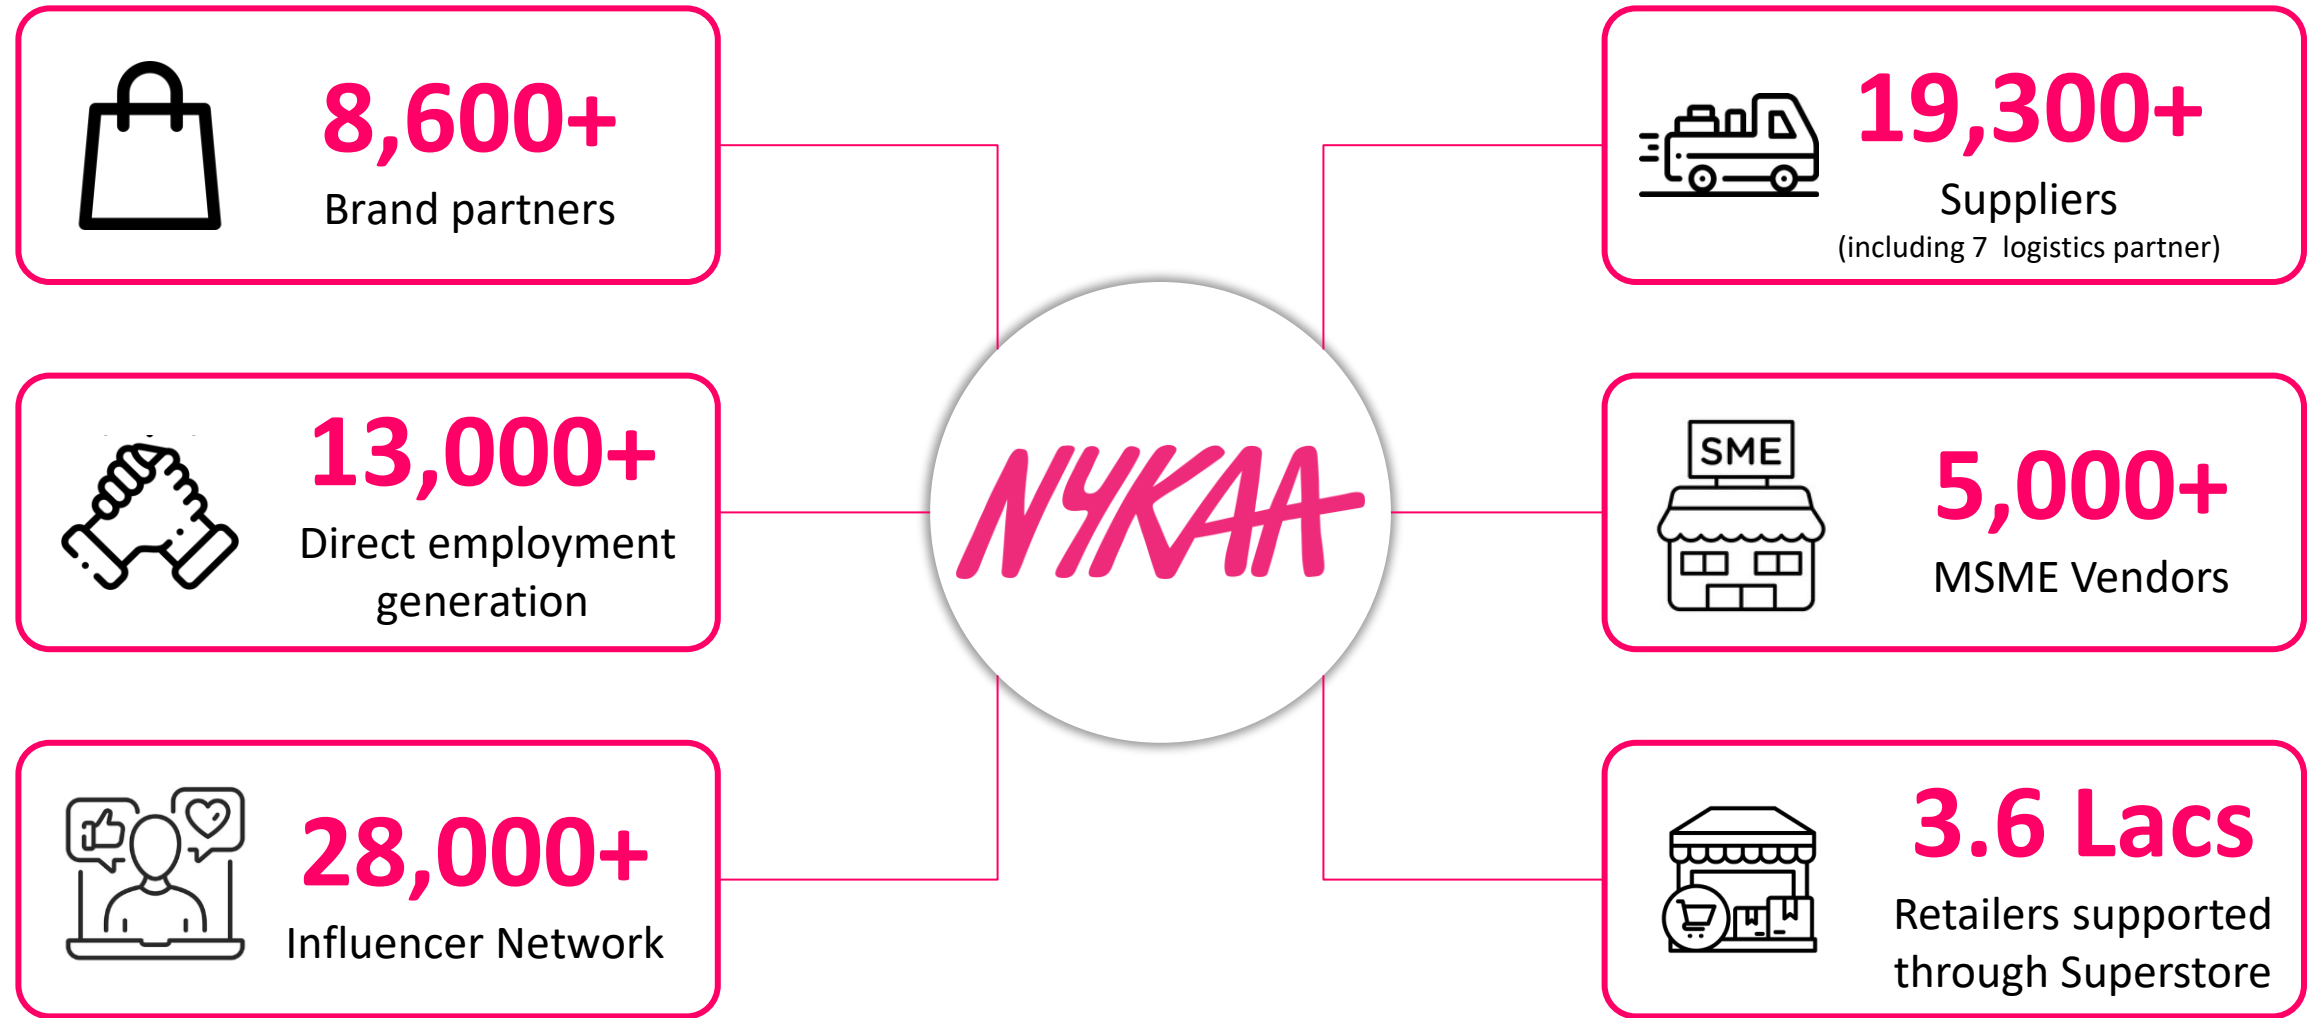 8,600+
Brand partners
13,000+
Direct employment
generation
28,000+
Influencer Network
NYKAA
19,300+
Suppliers
(including 7 logistics partner)
SME
5,000+
MSME Vendors
3.6 Lacs
Retailers supported
through Superstore